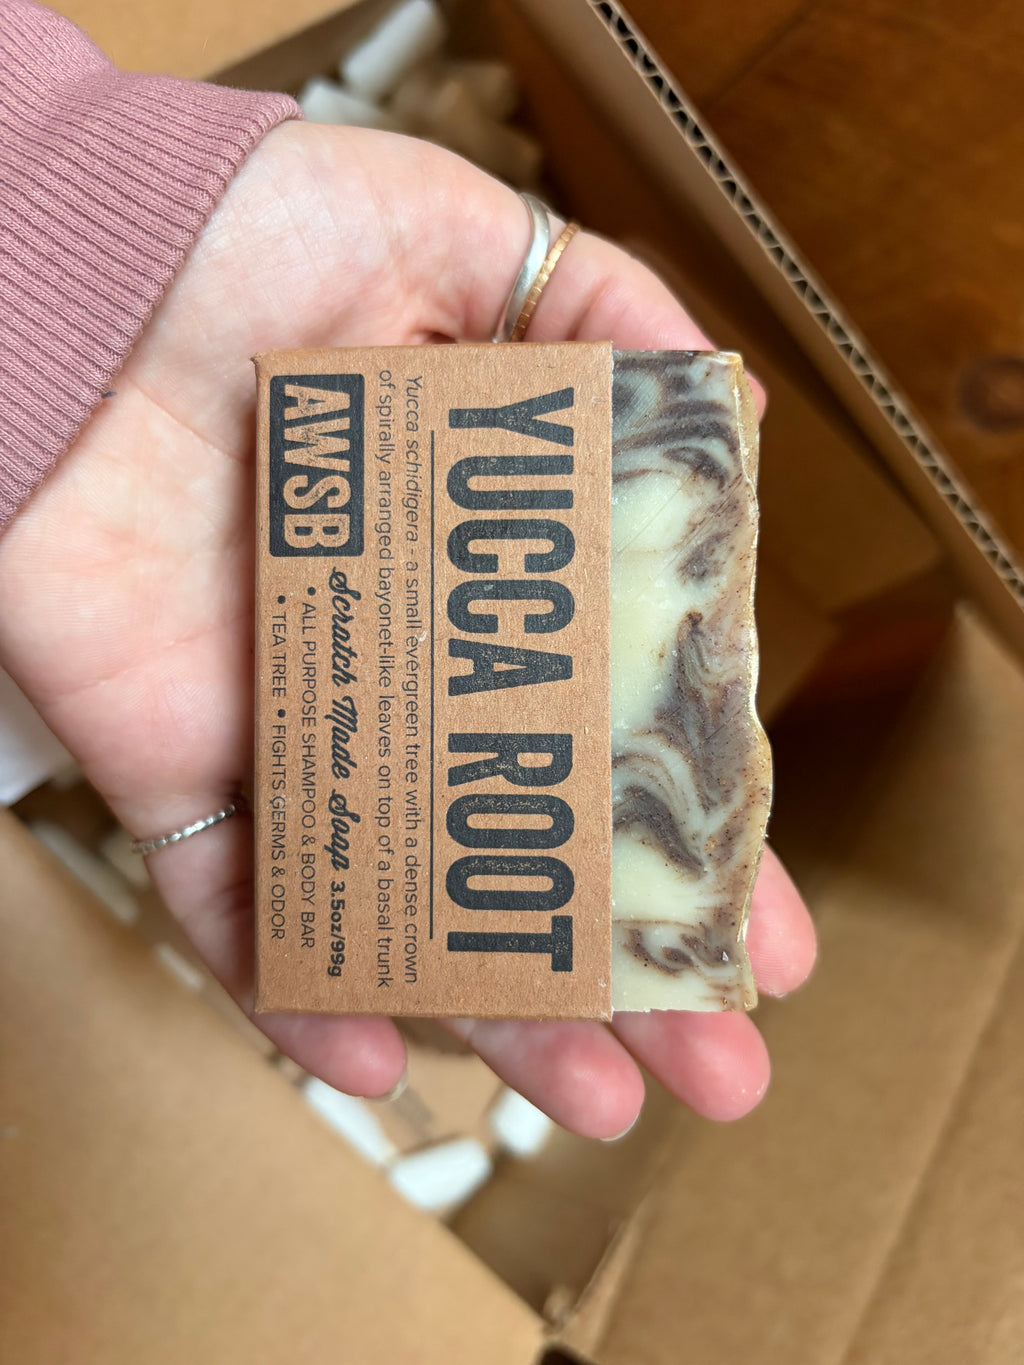 YUCCA ROOT
Yucca schidigera - a small evergreen tree with a dense crown
of spirally arranged bayonet-like leaves on top of a basal trunk
AWSB
Scratch Made Soap 3.5oz/99g
• ALL PURPOSE SHAMPOO & BODY BAR
• TEA TREE • FIGHTS GERMS & ODOR